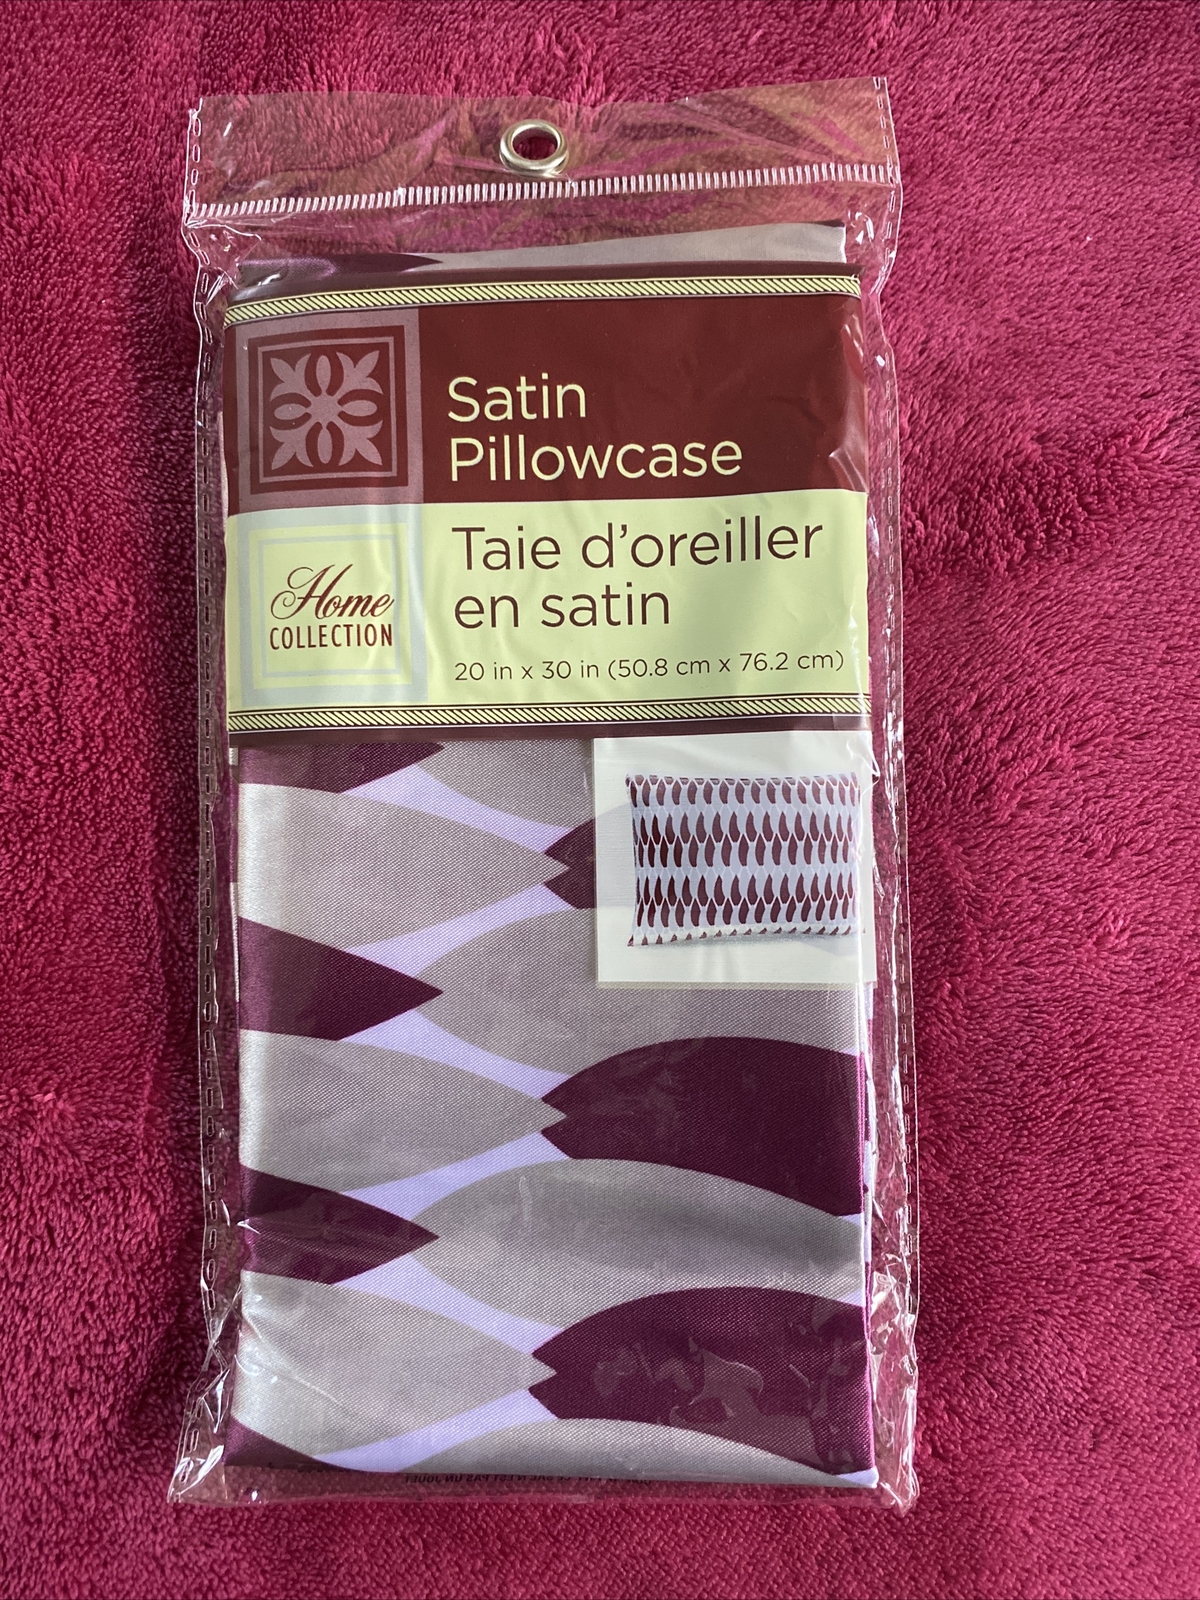 Satin
Pillowcase
Taie d'oreiller
en satin
20 in x 30 in (50.8 cm x 76.2 cm)
Home
COLLECTION